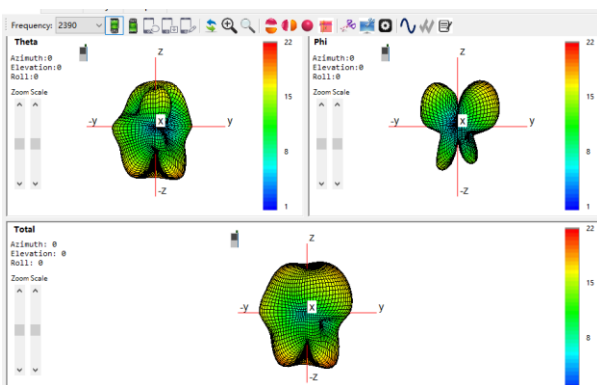 Frequency: 2390
Theta
Azimuth:0
Elevation:0
Roll:0
Zoom Scale
z
-y
x
y
-z
22
15
8
1
Phi
Azimuth:0
Elevation:0
Roll:0
Zoom Scale
z
-y
x
y
-z
22
15
8
1
Total
Azimuth: 0
Elevation: 0
Roll: 0
Zoom Scale
z
-y
x
y
-z
22
15
8